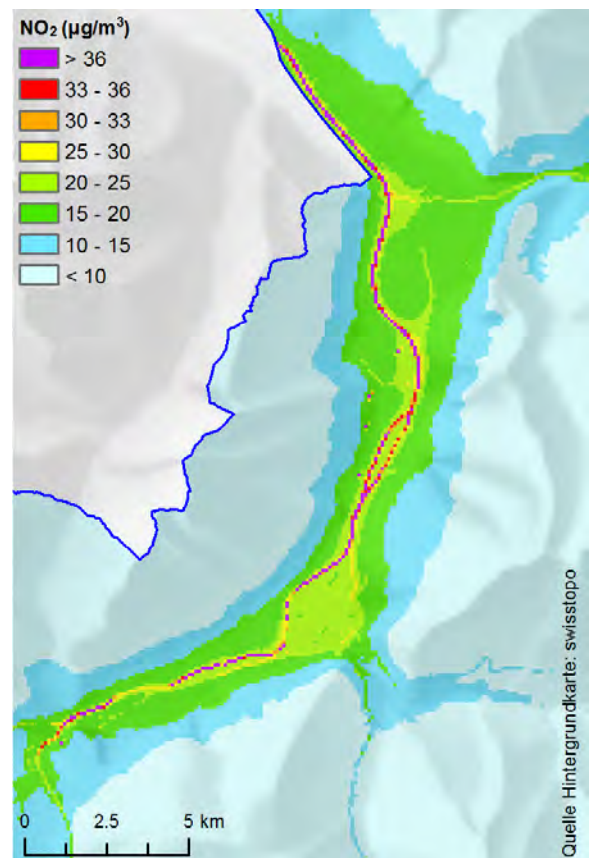 NO₂ (µg/m³)
> 36
33 - 36
30 - 33
25 - 30
20 - 25
15 - 20
10 - 15
< 10
0 2.5 5 km
Quelle Hintergrundkarte: swisstopo